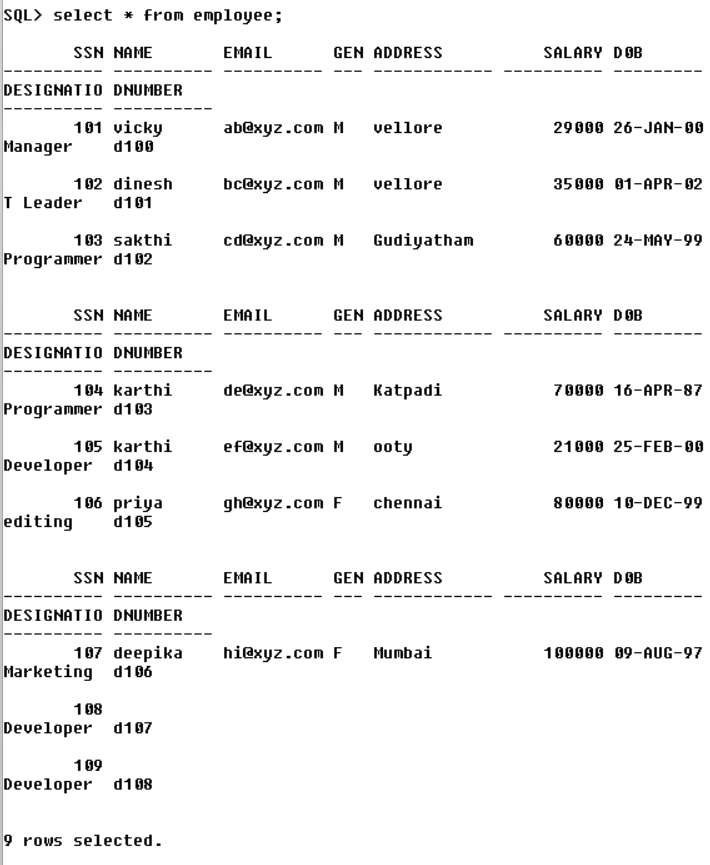 SQL> select * from employee;
SSN NAME EMAIL GEN ADDRESS SALARY DOB
---------- ---------- ---------- --- ------------ ---------- ---------
DESIGNATIO DNUMBER
---------- ----------
101 vicky ab@xyz.com M vellore 29000 26-JAN-00
Manager d100
102 dinesh bc@xyz.com M vellore 35000 01-APR-02
T Leader d101
103 sakthi cd@xyz.com M Gudiyatham 60000 24-MAY-99
Programmer d102
SSN NAME EMAIL GEN ADDRESS SALARY DOB
---------- ---------- ---------- --- ------------ ---------- ---------
DESIGNATIO DNUMBER
---------- ----------
104 karthi de@xyz.com M Katpadi 70000 16-APR-87
Programmer d103
105 karthi ef@xyz.com M ooty 21000 25-FEB-00
Developer d104
106 priya gh@xyz.com F chennai 80000 10-DEC-99
editing d105
SSN NAME EMAIL GEN ADDRESS SALARY DOB
---------- ---------- ---------- --- ------------ ---------- ---------
DESIGNATIO DNUMBER
---------- ----------
107 deepika hi@xyz.com F Mumbai 100000 09-AUG-97
Marketing d106
108
Developer d107
109
Developer d108
9 rows selected.